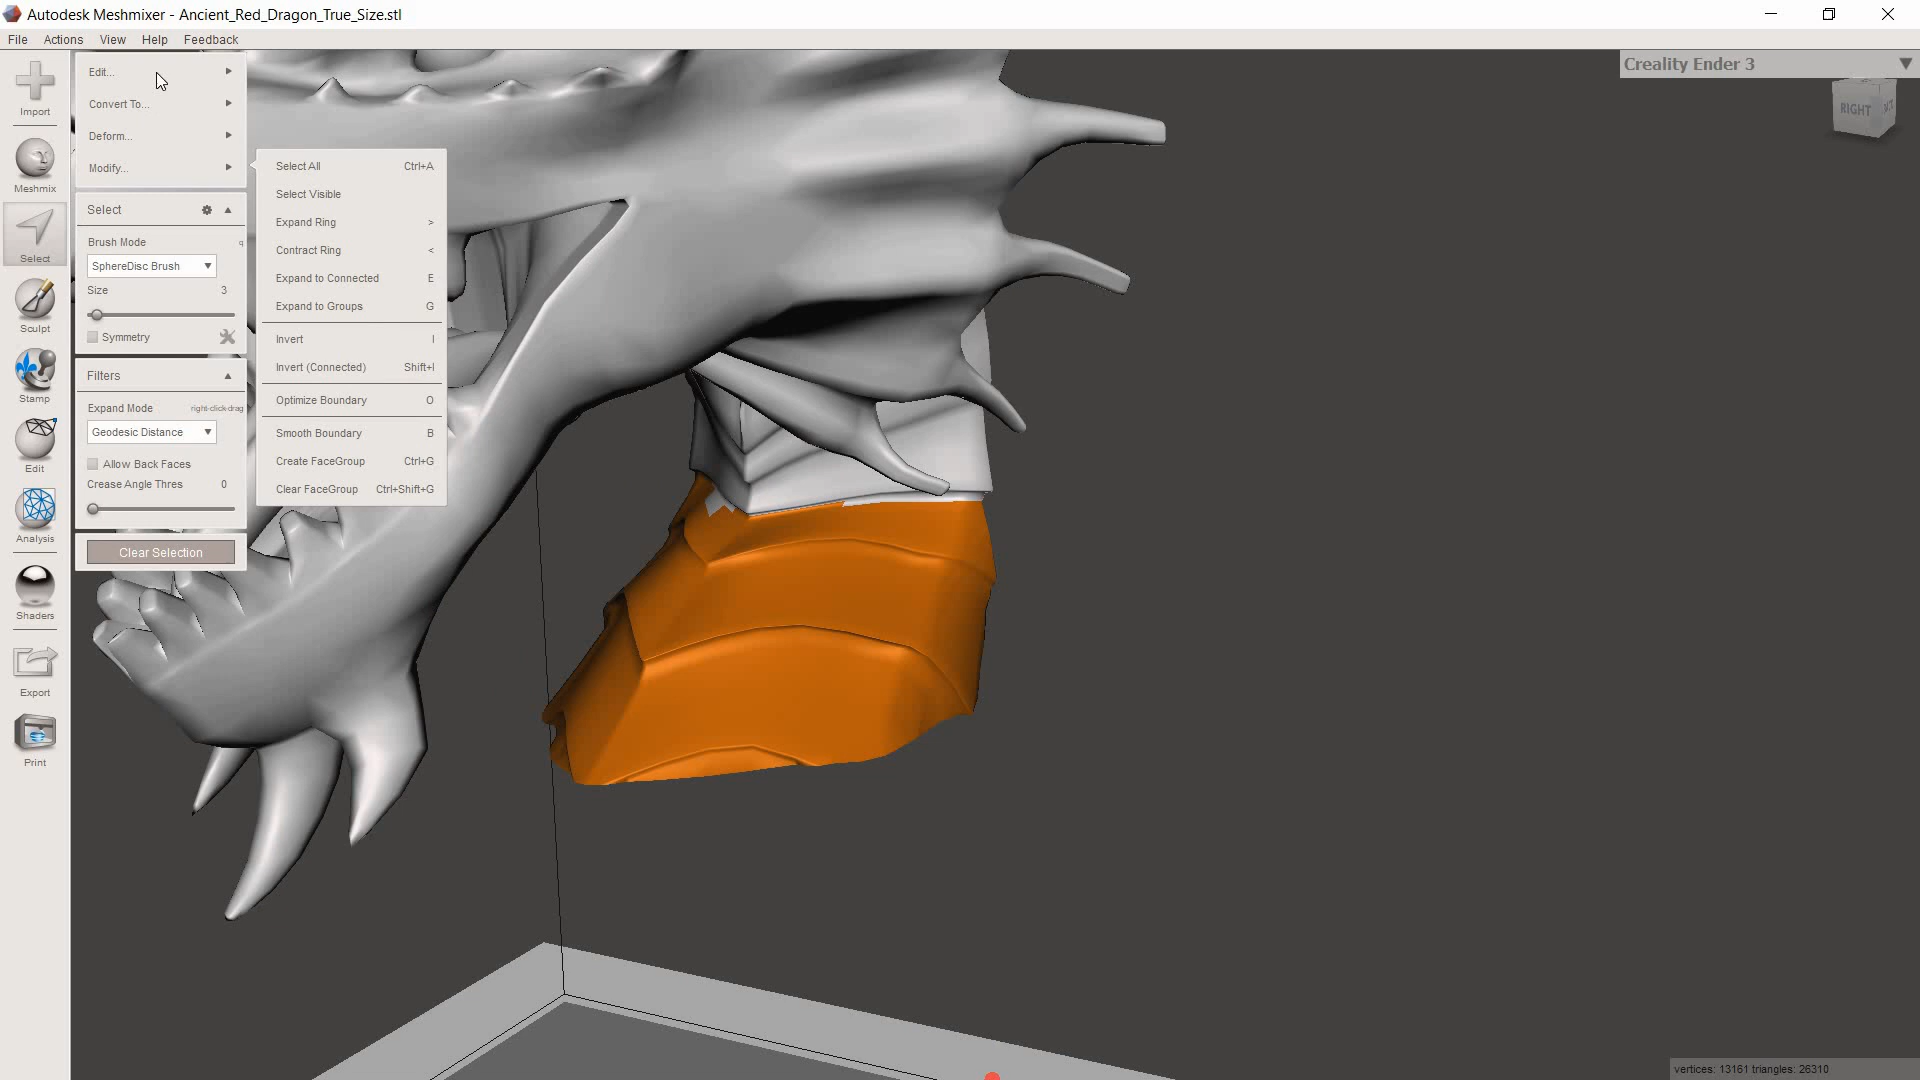 Autodesk Meshmixer - Ancient_Red_Dragon_True_Size.stl
File Actions View Help Feedback
Import
Meshmix
Select
Sculpt
Stamp
Edit
Analysis
Shaders
Export
Print
Edit...
Convert To...
Deform...
Modify...
Select
Brush Mode q
SphereDisc Brush
Size 3
Symmetry
Filters
Expand Mode right-click-drag
Geodesic Distance
Allow Back Faces
Crease Angle Thres 0
Clear Selection
Select All Ctrl+A
Select Visible
Expand Ring >
Contract Ring <
Expand to Connected E
Expand to Groups G
Invert I
Invert (Connected) Shift+I
Optimize Boundary O
Smooth Boundary B
Create FaceGroup Ctrl+G
Clear FaceGroup Ctrl+Shift+G
Creality Ender 3
RIGHT
vertices: 13161 triangles: 26310